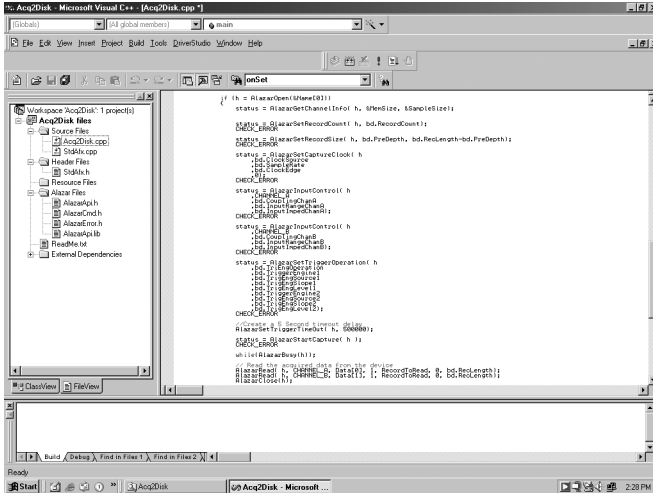 Acq2Disk - Microsoft Visual C++ - [Acq2Disk.cpp *]
[Globals] [All global members] main
File Edit View Insert Project Build Tools DriverStudio Window Help
onSet
Workspace 'Acq2Disk': 1 project(s)
Acq2Disk files
Source Files
Acq2Disk.cpp
StdAfx.cpp
Header Files
StdAfx.h
Resource Files
Alazar Files
AlazarApi.h
AlazarCmd.h
AlazarError.h
AlazarApi.lib
ReadMe.txt
External Dependencies
ClassView FileView
if (h = AlazarOpen(&Name[0]))
{
status = AlazarGetChannelInfo( h, &MemSize, &SampleSize);
status = AlazarSetRecordCount( h, bd.RecordCount);
CHECK_ERROR
status = AlazarSetRecordSize( h, bd.PreDepth, bd.RecLength-bd.PreDepth);
CHECK_ERROR
status = AlazarSetCaptureClock( h
,bd.ClockSource
,bd.SampleRate
,bd.ClockEdge
,0);
CHECK_ERROR
status = AlazarInputControl( h
,CHANNEL_A
,bd.CouplingChanA
,bd.InputRangeChanA
,bd.InputImpedChanA);
CHECK_ERROR
status = AlazarInputControl( h
,CHANNEL_B
,bd.CouplingChanB
,bd.InputRangeChanB
,bd.InputImpedChanB);
CHECK_ERROR
status = AlazarSetTriggerOperation( h
,bd.TriEngOperation
,bd.TriggerEngine1
,bd.TrigEngSource1
,bd.TrigEngSlope1
,bd.TrigEngLevel1
,bd.TriggerEngine2
,bd.TrigEngSource2
,bd.TrigEngSlope2
,bd.TrigEngLevel2);
CHECK_ERROR
//Create a 5 Second timeout delay
AlazarSetTriggerTimeOut( h, 500000);
status = AlazarStartCapture( h );
CHECK_ERROR
while(AlazarBusy(h));
// Read the acquired data from the device
AlazarRead( h, CHANNEL_A, Data[0], 1, RecordToRead, 0, bd.RecLength);
AlazarRead( h, CHANNEL_B, Data[1], 1, RecordToRead, 0, bd.RecLength);
AlazarClose(h);
Build Debug Find in Files 1 Find in Files 2
Ready
Start Acq2Disk Acq2Disk - Microsoft ... 2:28 PM